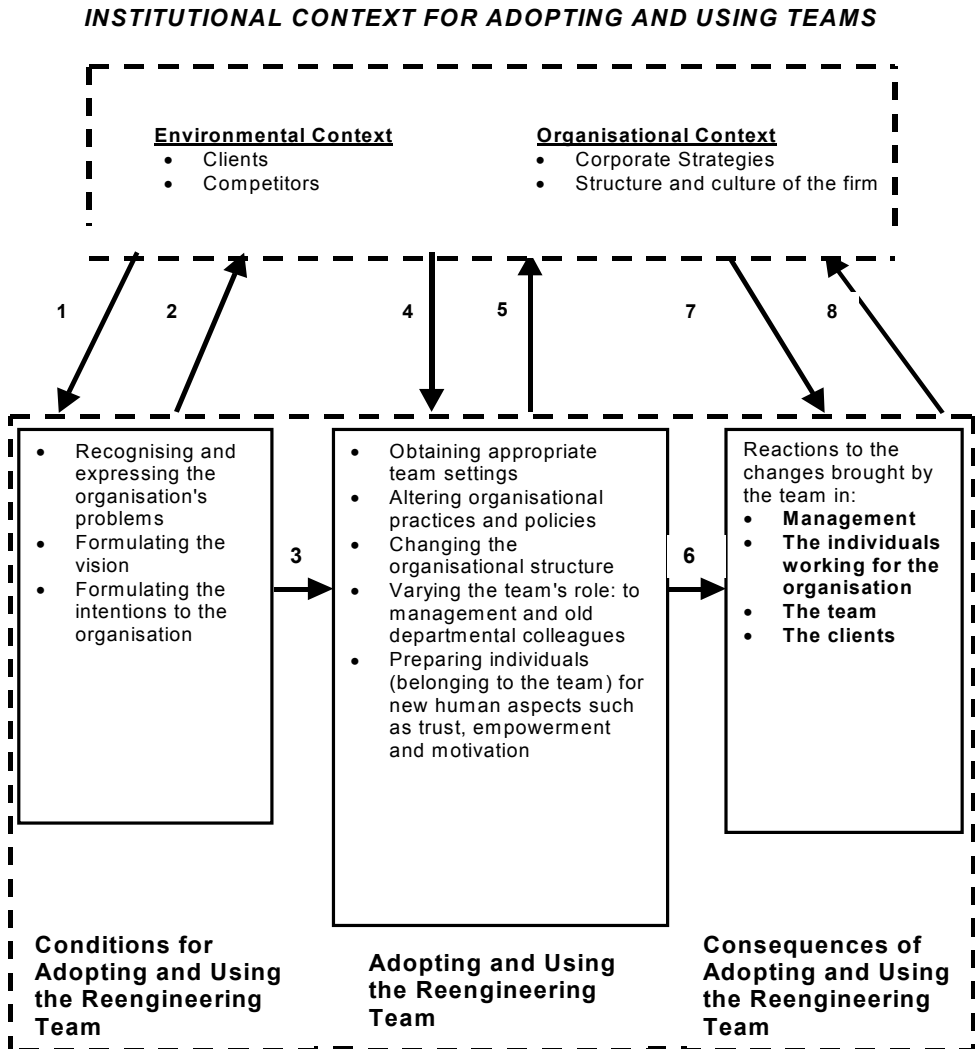 INSTITUTIONAL CONTEXT FOR ADOPTING AND USING TEAMS
Environmental Context
• Clients
• Competitors
Organisational Context
• Corporate Strategies
• Structure and culture of the firm
1
2
4
5
7
8
• Recognising and
expressing the
organisation's
problems
• Formulating the
vision
• Formulating the
intentions to the
organisation
3
• Obtaining appropriate
team settings
• Altering organisational
practices and policies
• Changing the
organisational structure
• Varying the team's role: to
management and old
departmental colleagues
• Preparing individuals
(belonging to the team) for
new human aspects such
as trust, empowerment
and motivation
6
Reactions to the
changes brought by
the team in:
• Management
• The individuals
working for the
organisation
• The team
• The clients
Conditions for
Adopting and Using
the Reengineering
Team
Adopting and Using
the Reengineering
Team
Consequences of
Adopting and Using
the Reengineering
Team